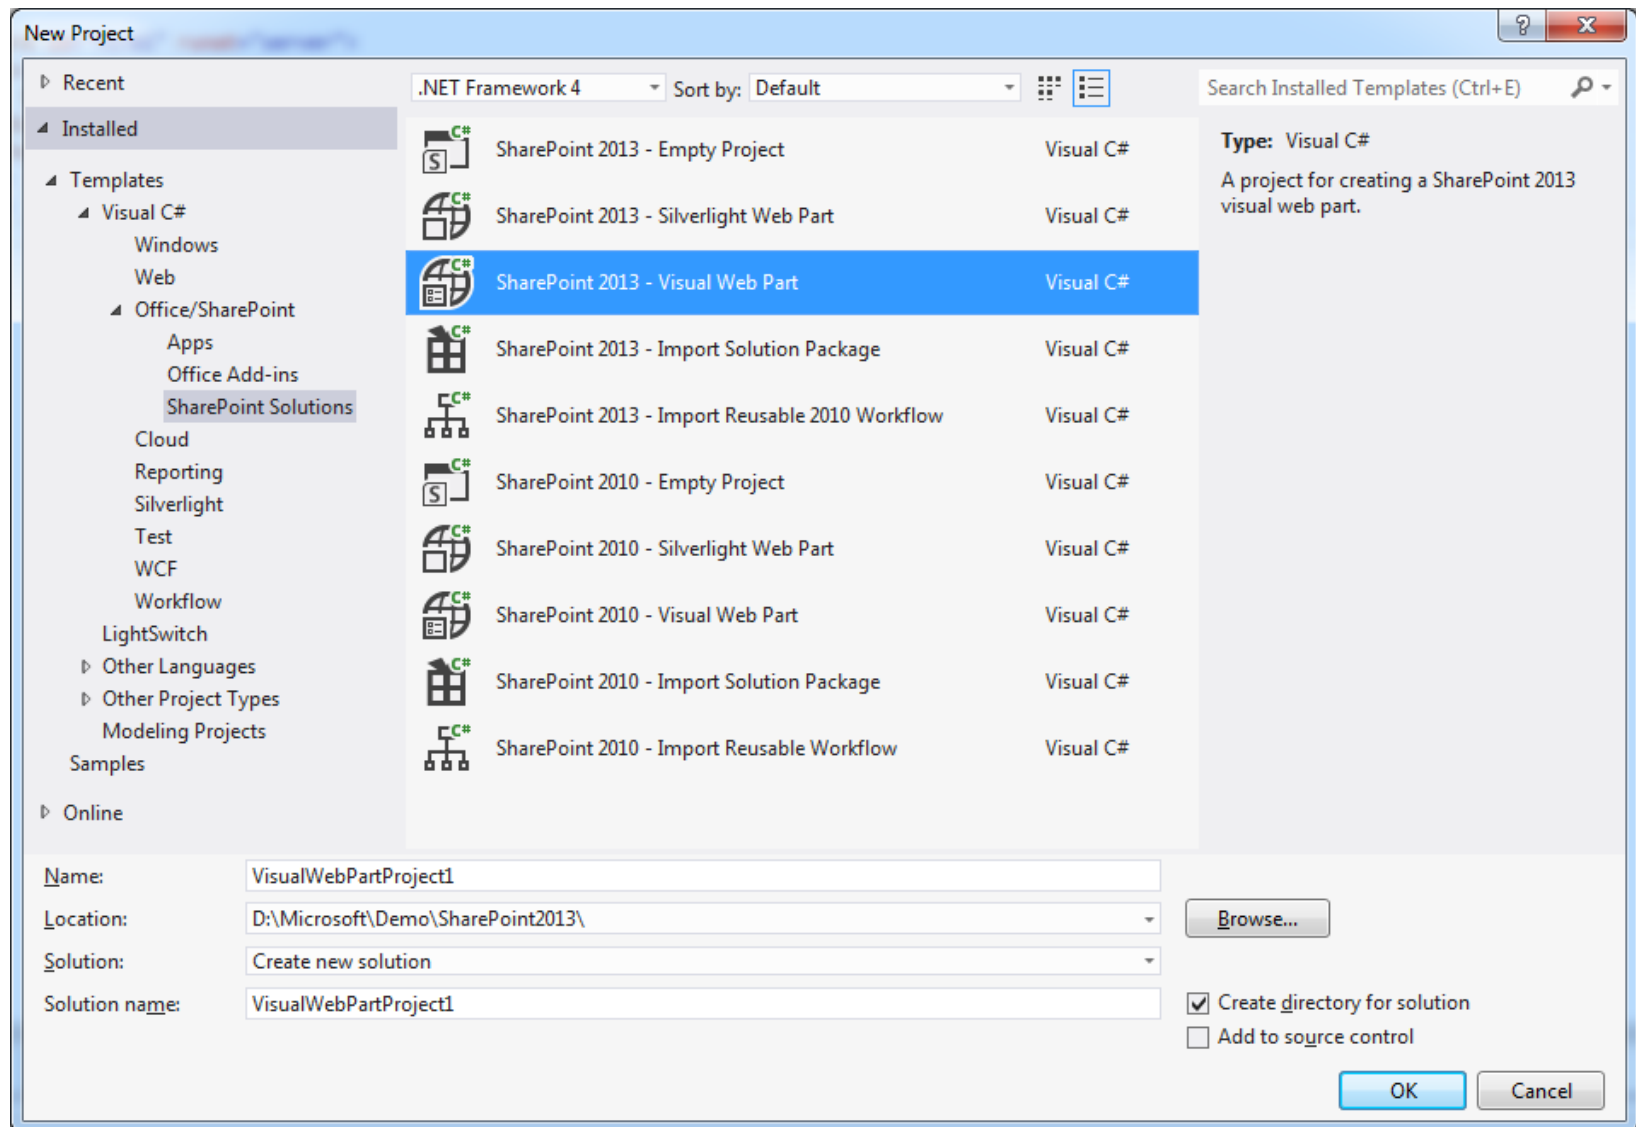 New Project
Recent
Installed
Templates
Visual C#
Windows
Web
Office/SharePoint
Apps
Office Add-ins
SharePoint Solutions
Cloud
Reporting
Silverlight
Test
WCF
Workflow
LightSwitch
Other Languages
Other Project Types
Modeling Projects
Samples
Online
.NET Framework 4 Sort by: Default
C# SharePoint 2013 - Empty Project Visual C#
C# SharePoint 2013 - Silverlight Web Part Visual C#
C# SharePoint 2013 - Visual Web Part Visual C#
C# SharePoint 2013 - Import Solution Package Visual C#
C# SharePoint 2013 - Import Reusable 2010 Workflow Visual C#
C# SharePoint 2010 - Empty Project Visual C#
C# SharePoint 2010 - Silverlight Web Part Visual C#
C# SharePoint 2010 - Visual Web Part Visual C#
C# SharePoint 2010 - Import Solution Package Visual C#
C# SharePoint 2010 - Import Reusable Workflow Visual C#
Search Installed Templates (Ctrl+E)
Type: Visual C#
A project for creating a SharePoint 2013
visual web part.
Name: VisualWebPartProject1
Location: D:\Microsoft\Demo\SharePoint2013\ Browse...
Solution: Create new solution
Solution name: VisualWebPartProject1
Create directory for solution
Add to source control
OK Cancel